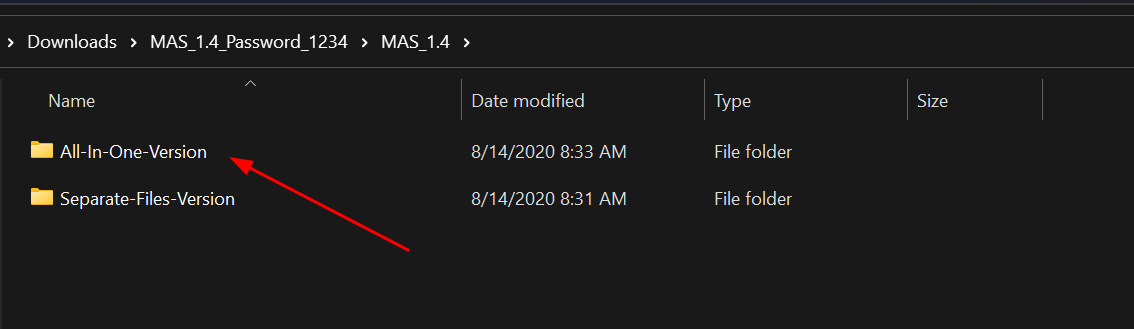 Downloads MAS_1.4_Password_1234 MAS_1.4
Name Date modified Type Size
All-In-One-Version 8/14/2020 8:33 AM File folder
Separate-Files-Version 8/14/2020 8:31 AM File folder